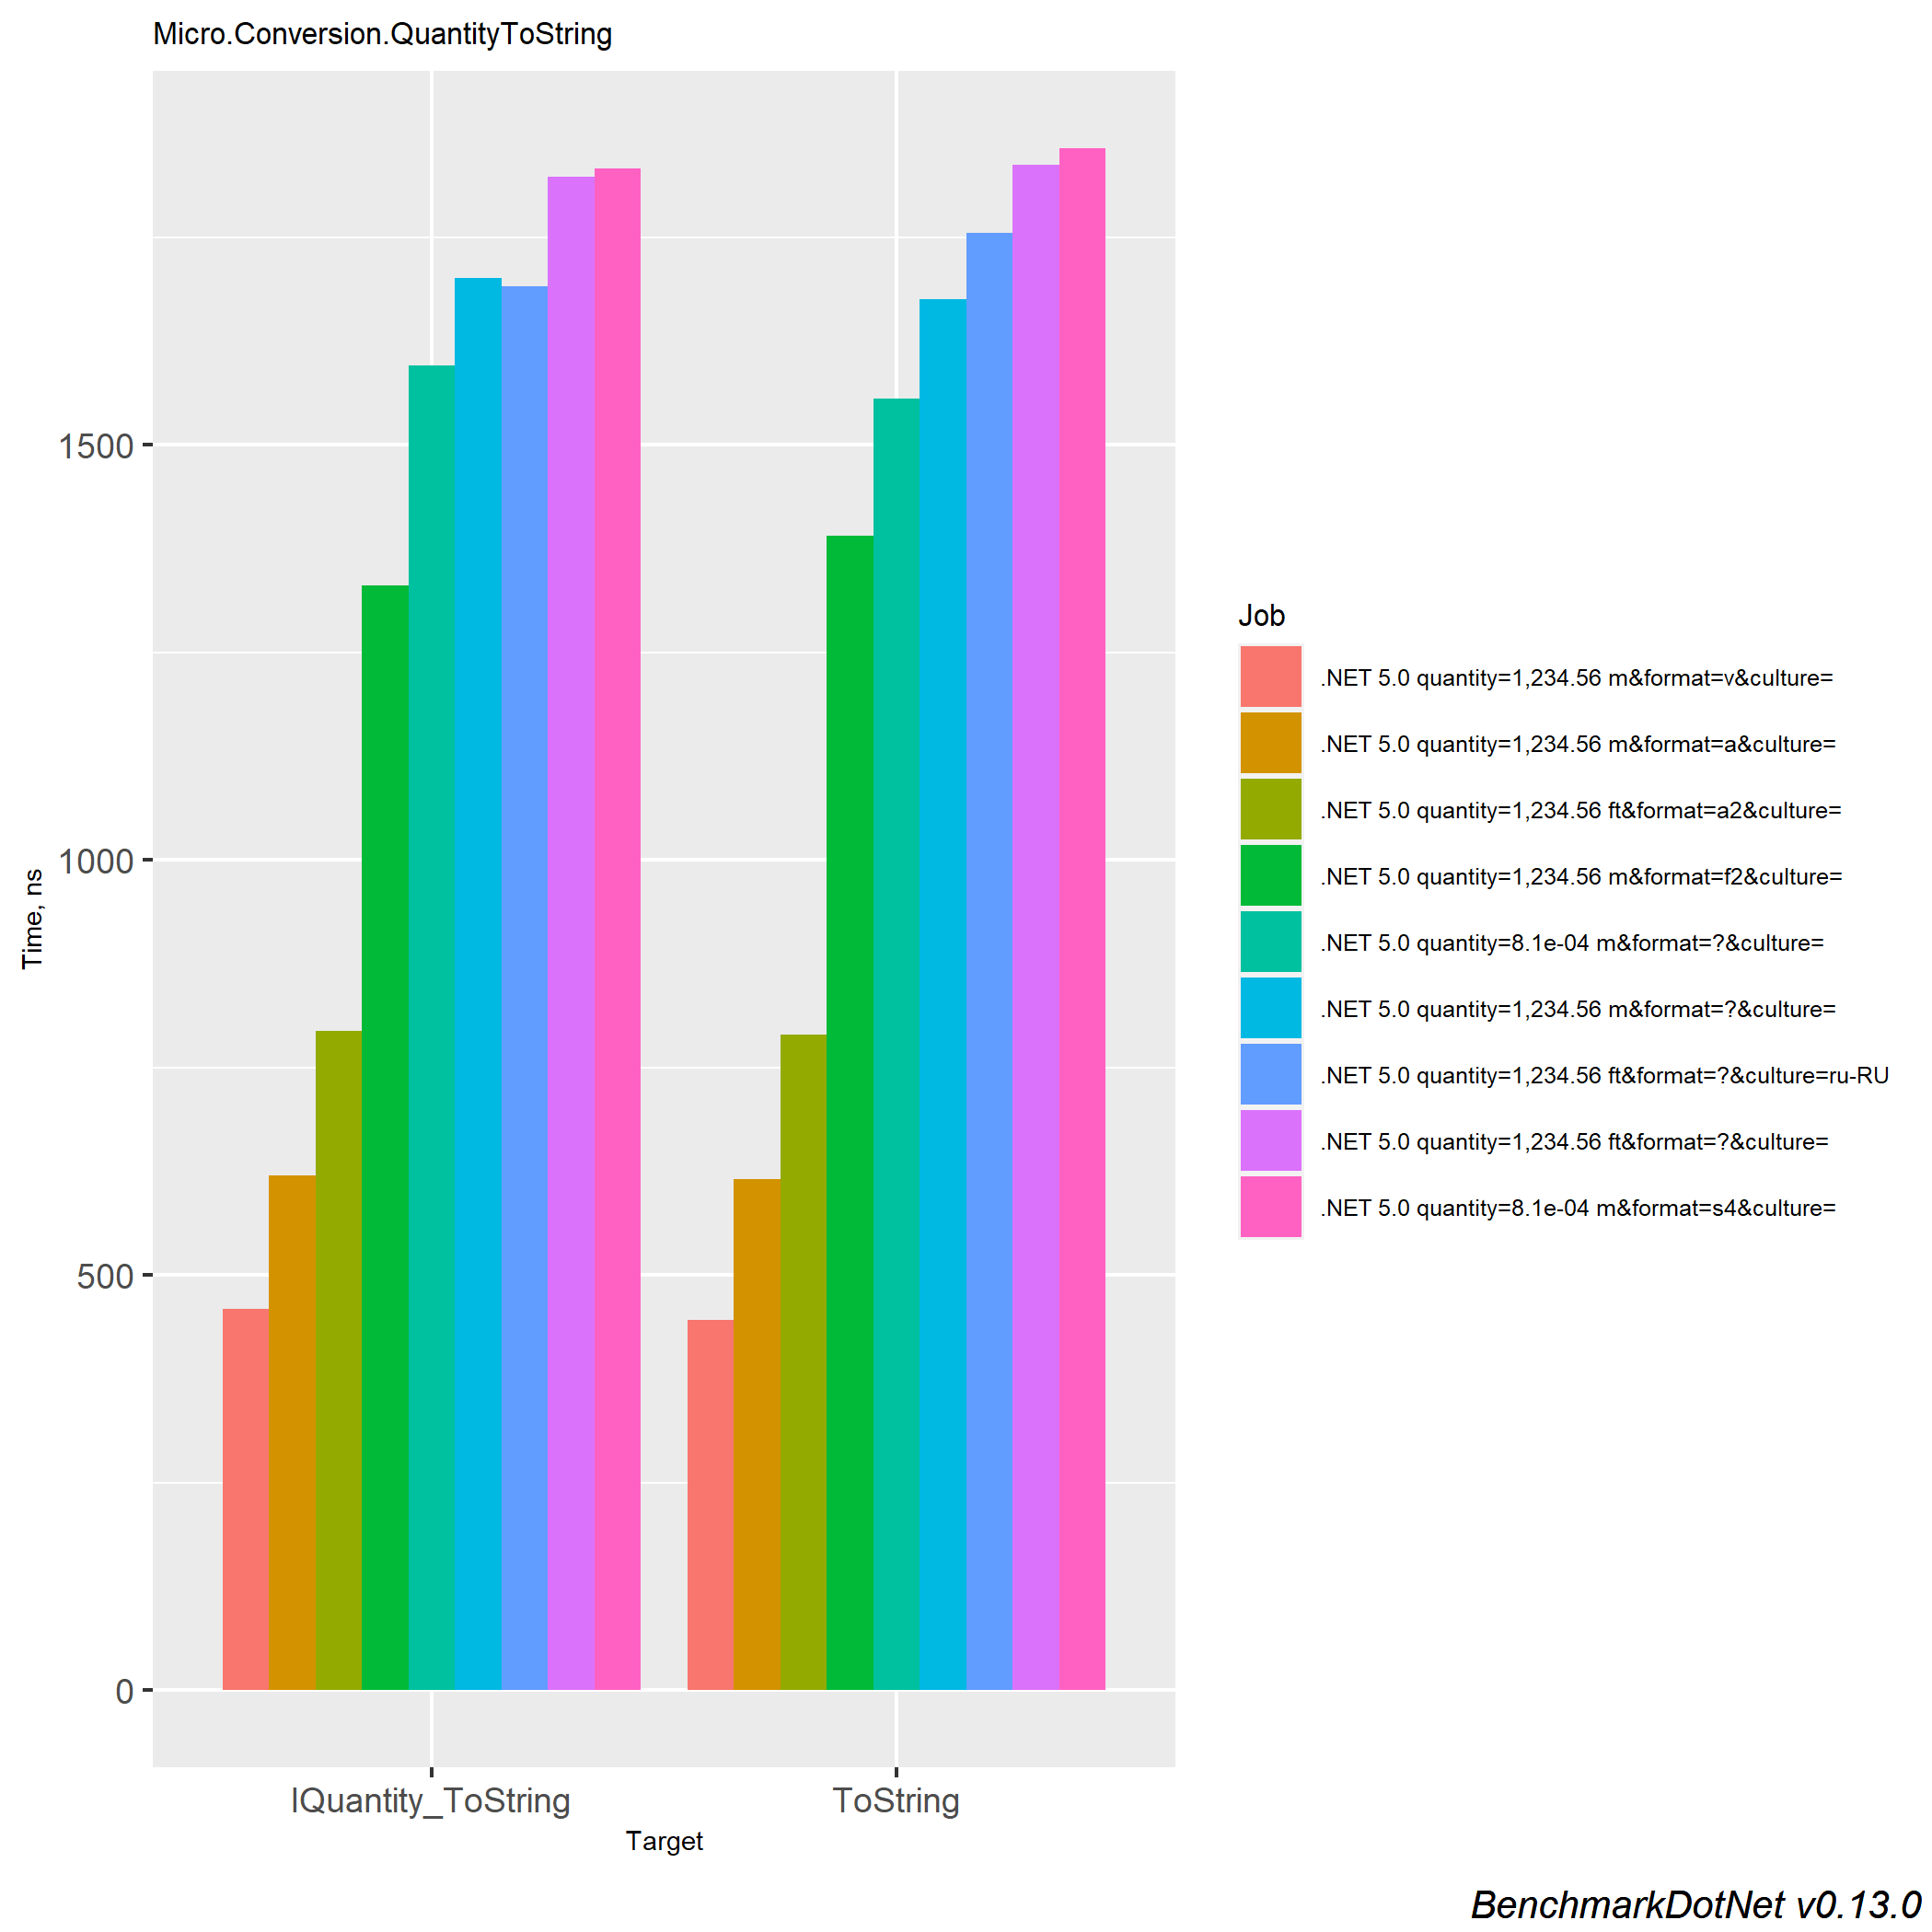 Micro.Conversion.QuantityToString
1500
1000
500
0
Time, ns
IQuantity_ToString
ToString
Target
Job
.NET 5.0 quantity=1,234.56 m&format=v&culture=
.NET 5.0 quantity=1,234.56 m&format=a&culture=
.NET 5.0 quantity=1,234.56 ft&format=a2&culture=
.NET 5.0 quantity=1,234.56 m&format=f2&culture=
.NET 5.0 quantity=8.1e-04 m&format=?&culture=
.NET 5.0 quantity=1,234.56 m&format=?&culture=
.NET 5.0 quantity=1,234.56 ft&format=?&culture=ru-RU
.NET 5.0 quantity=1,234.56 ft&format=?&culture=
.NET 5.0 quantity=8.1e-04 m&format=s4&culture=
BenchmarkDotNet v0.13.0